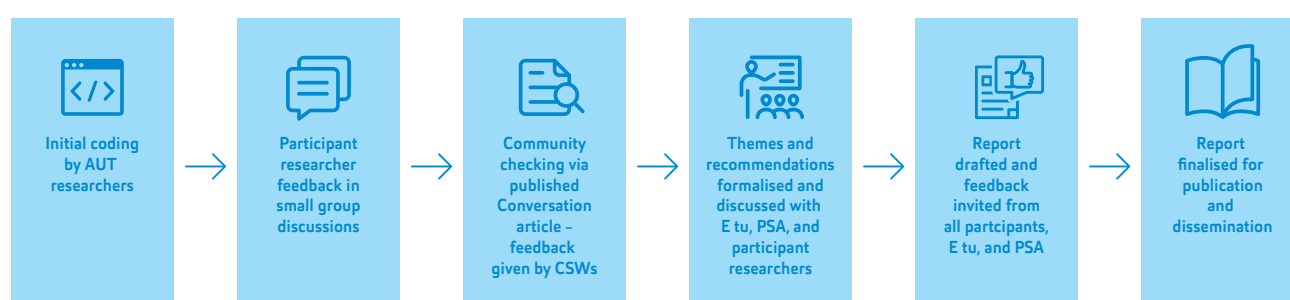 Initial coding
by AUT
researchers
Participant
researcher
feedback in
small group
discussions
Community
checking via
published
Conversation
article –
feedback
given by CSWs
Themes and
recommendations
formalised and
discussed with
E tu, PSA, and
participant
researchers
Report
drafted and
feedback
invited from
all partcipants,
E tu, and PSA
Report
finalised for
publication
and
dissemination